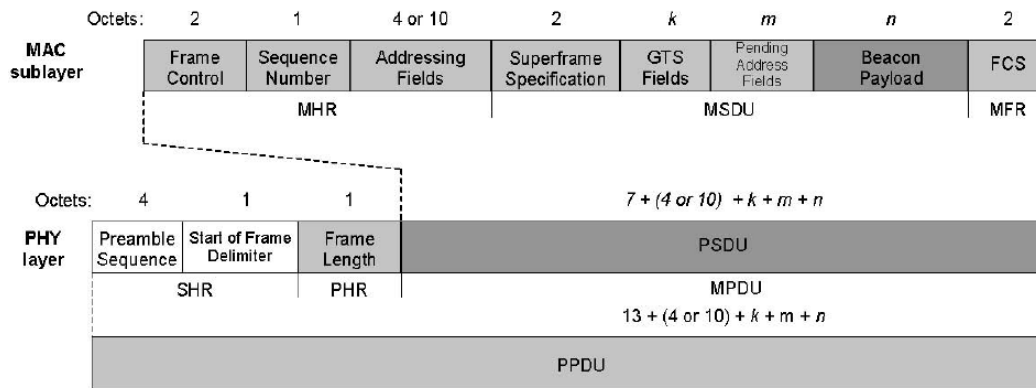 Octets: 2 1 4 or 10 2 k m n 2
MAC sublayer
Frame Control
Sequence Number
Addressing Fields
Superframe Specification
GTS Fields
Pending Address Fields
Beacon Payload
FCS
MHR MSDU MFR
Octets: 4 1 1 7 + (4 or 10) + k + m + n
PHY layer
Preamble Sequence
Start of Frame Delimiter
Frame Length
PSDU
SHR PHR MPDU
13 + (4 or 10) + k + m + n
PPDU